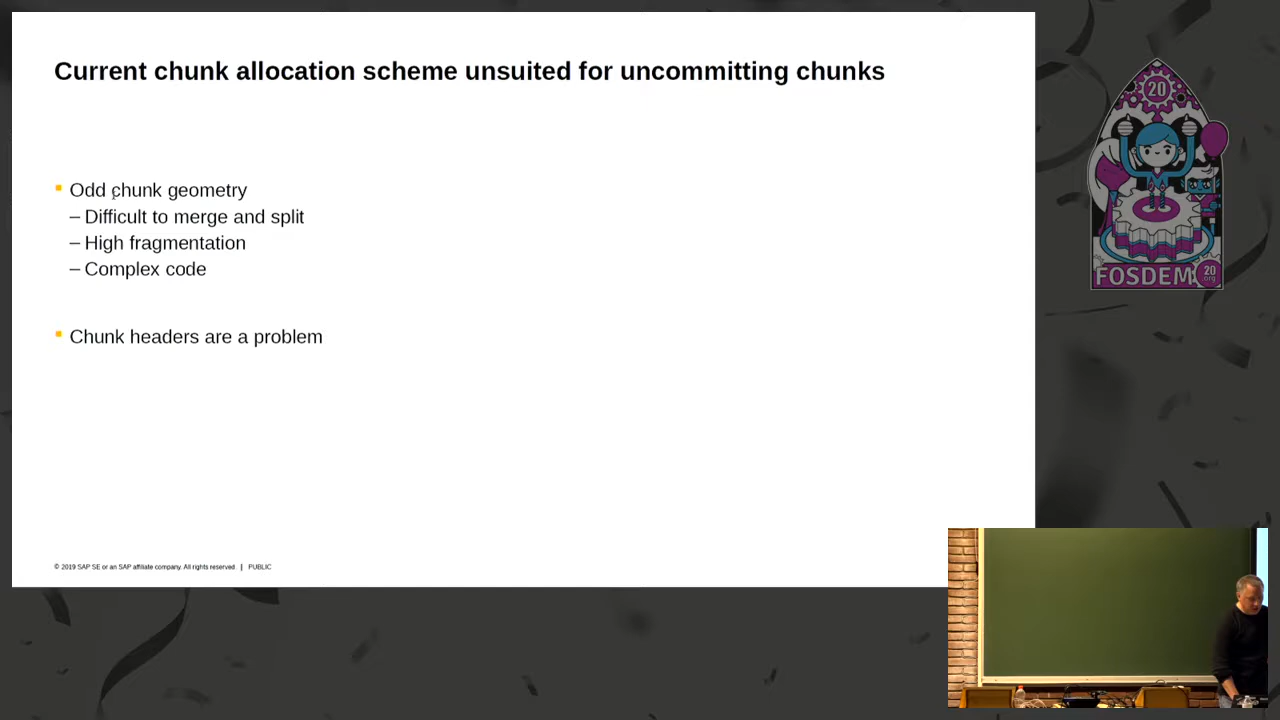 Current chunk allocation scheme unsuited for uncommitting chunks
Odd chunk geometry
– Difficult to merge and split
– High fragmentation
– Complex code
Chunk headers are a problem
© 2019 SAP SE or an SAP affiliate company. All rights reserved. | PUBLIC
20
FOSDEM
20
.org